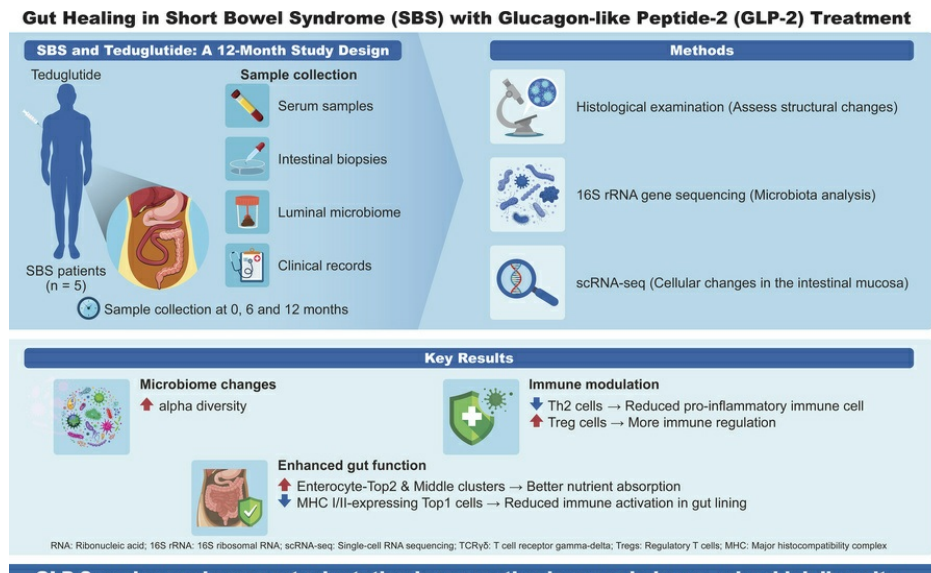 Gut Healing in Short Bowel Syndrome (SBS) with Glucagon-like Peptide-2 (GLP-2) Treatment
SBS and Teduglutide: A 12-Month Study Design
Teduglutide
SBS patients
(n = 5)
Sample collection
Serum samples
Intestinal biopsies
Luminal microbiome
Clinical records
Sample collection at 0, 6 and 12 months
Methods
Histological examination (Assess structural changes)
16S rRNA gene sequencing (Microbiota analysis)
scRNA-seq (Cellular changes in the intestinal mucosa)
Key Results
Microbiome changes
alpha diversity
Immune modulation
Th2 cells → Reduced pro-inflammatory immune cell
Treg cells → More immune regulation
Enhanced gut function
Enterocyte-Top2 & Middle clusters → Better nutrient absorption
MHC I/II-expressing Top1 cells → Reduced immune activation in gut lining
RNA: Ribonucleic acid; 16S rRNA: 16S ribosomal RNA; scRNA-seq: Single-cell RNA sequencing; TCRγδ: T cell receptor gamma-delta; Tregs: Regulatory T cells; MHC: Major histocompatibility complex